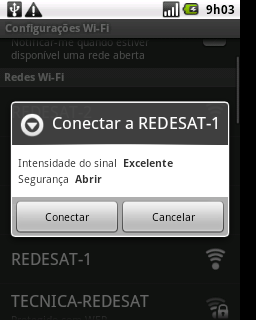 9h03
Configurações Wi-Fi
Notificar-me quando estiver
disponível uma rede aberta
Redes Wi-Fi
Conectar a REDESAT-1
Intensidade do sinal Excelente
Segurança Abrir
Conectar Cancelar
REDESAT-1
TECNICA-REDESAT